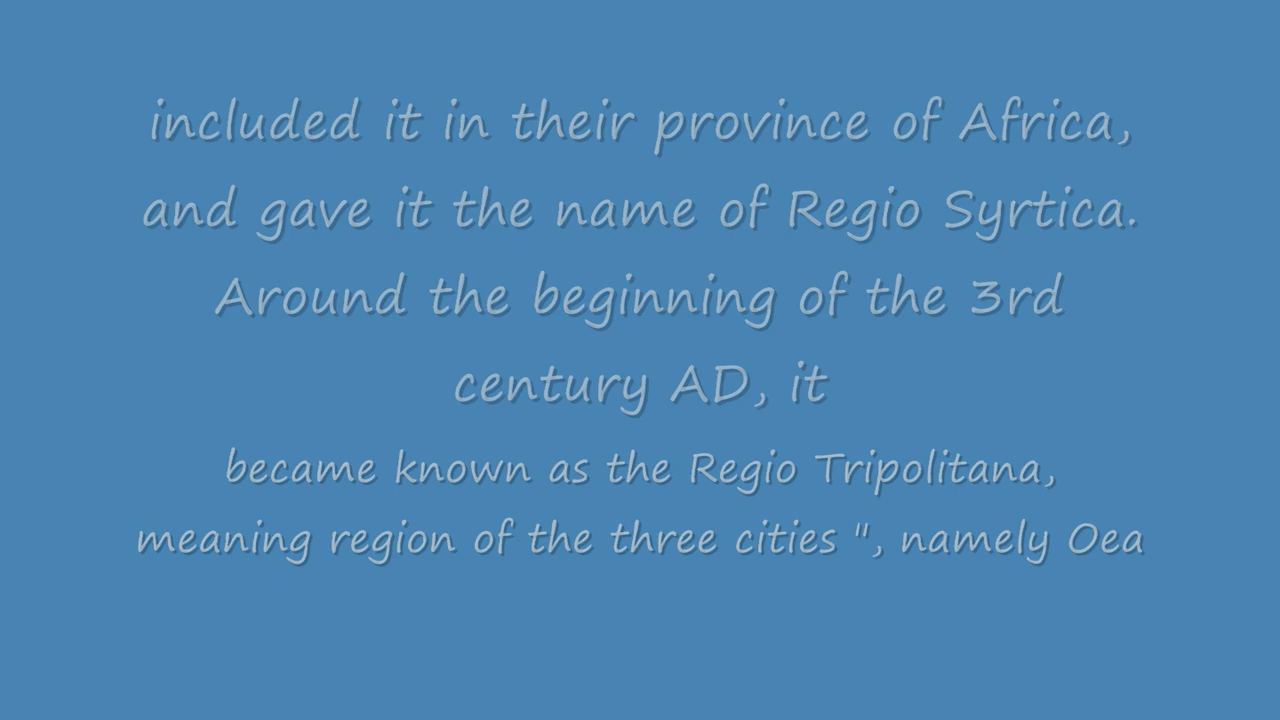 included it in their province of Africa,
and gave it the name of Regio Syrtica.
Around the beginning of the 3rd
century AD, it
became known as the Regio Tripolitana,
meaning region of the three cities ", namely Oea